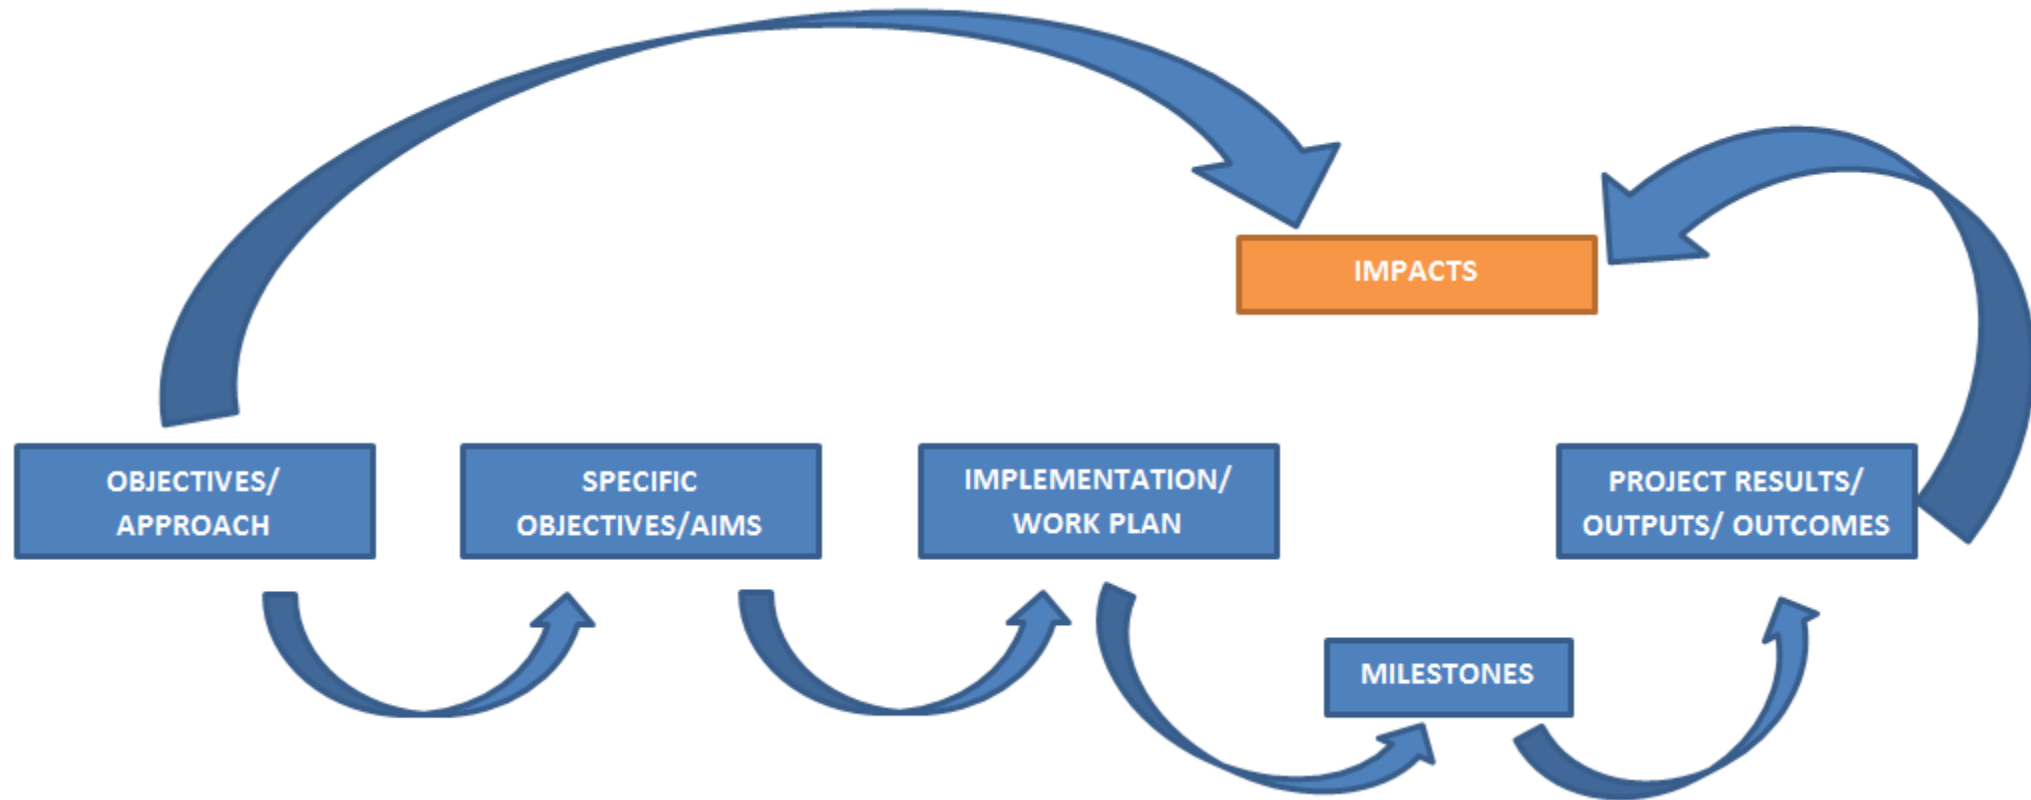 IMPACTS
OBJECTIVES/
APPROACH
SPECIFIC
OBJECTIVES/AIMS
IMPLEMENTATION/
WORK PLAN
PROJECT RESULTS/
OUTPUTS/ OUTCOMES
MILESTONES